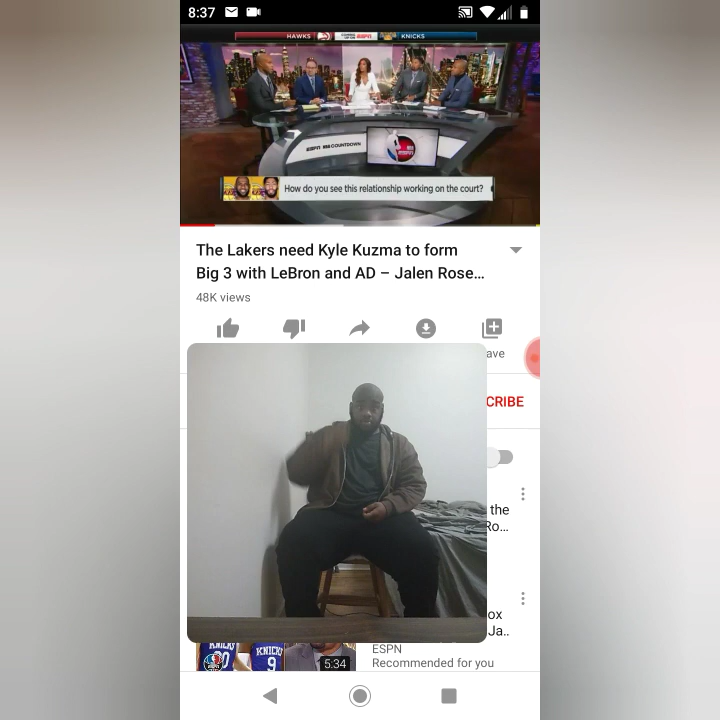 8:37
HAWKS
ESPN
KNICKS
ESPN NBA COUNTDOWN
How do you see this relationship working on the court?
The Lakers need Kyle Kuzma to form
Big 3 with LeBron and AD – Jalen Rose...
48K views
ave
CRIBE
the
Ro...
ox
Ja..
KNICKS
9
5:34
ESPN
Recommended for you